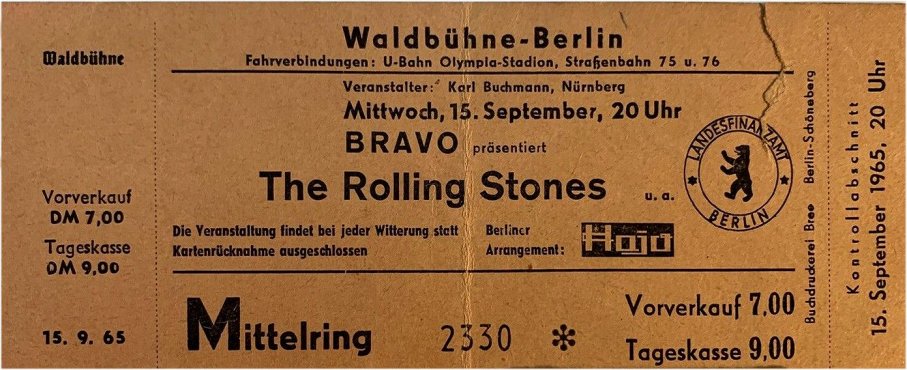 Waldbühne
Vorverkauf
DM 7,00
Tageskasse
DM 9,00
15. 9. 65
Waldbühne-Berlin
Fahrverbindungen: U-Bahn Olympia-Stadion, Straßenbahn 75 u. 76
Veranstalter: Karl Buchmann, Nürnberg
Mittwoch, 15. September, 20 Uhr
BRAVO präsentiert
The Rolling Stones u. a.
Die Veranstaltung findet bei jeder Witterung statt
Kartenrücknahme ausgeschlossen
Berliner
Arrangement: Hajo
LANDESFINANZAMT
BERLIN
Mittelring 2330
Vorverkauf 7,00
Tageskasse 9,00
Buchdruckerei Bree Berlin-Schöneberg
Kontrollabschnitt
15. September 1965, 20 Uhr